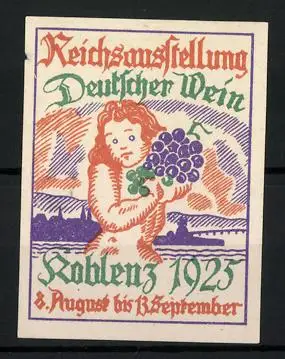 Reichsausstellung
Deutscher Wein
Koblenz 1925
8. August bis 13. September